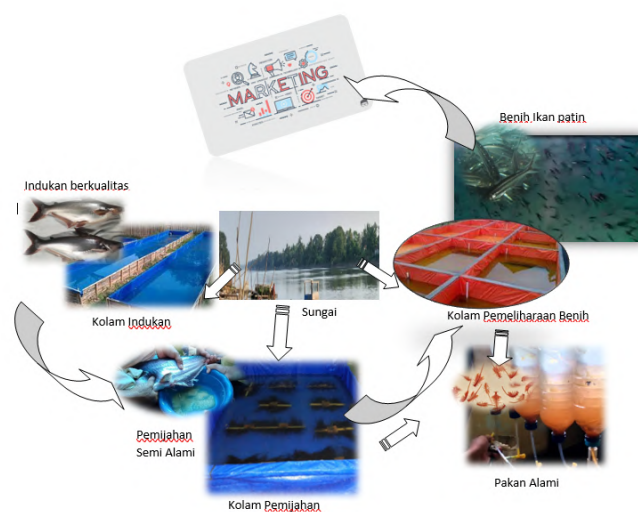 MARKETING
Benih Ikan patin
Indukan berkualitas
Kolam Indukan
Sungai
Kolam Pemeliharaan Benih
Pemijahan
Semi Alami
Kolam Pemijahan
Pakan Alami